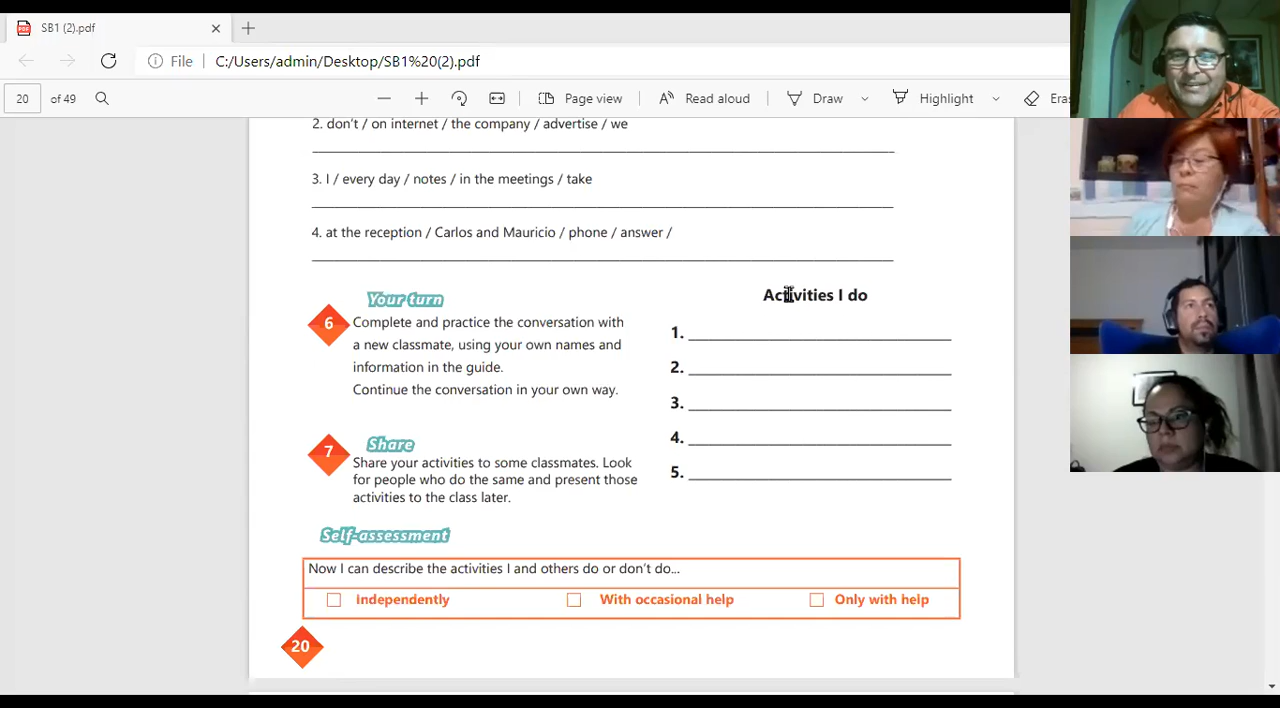 SB1 (2).pdf
File
C:/Users/admin/Desktop/SB1%20(2).pdf
20 of 49
Page view
Read aloud
Draw
Highlight
Eras
2. don't / on internet / the company / advertise / we
3. I / every day / notes / in the meetings / take
4. at the reception / Carlos and Mauricio / phone / answer /
6
Your turn
Complete and practice the conversation with
a new classmate, using your own names and
information in the guide.
Continue the conversation in your own way.
7
Share
Share your activities to some classmates. Look
for people who do the same and present those
activities to the class later.
Activities I do
1.
2.
3.
4.
5.
Self-assessment
Now I can describe the activities I and others do or don't do...
Independently
With occasional help
Only with help
20